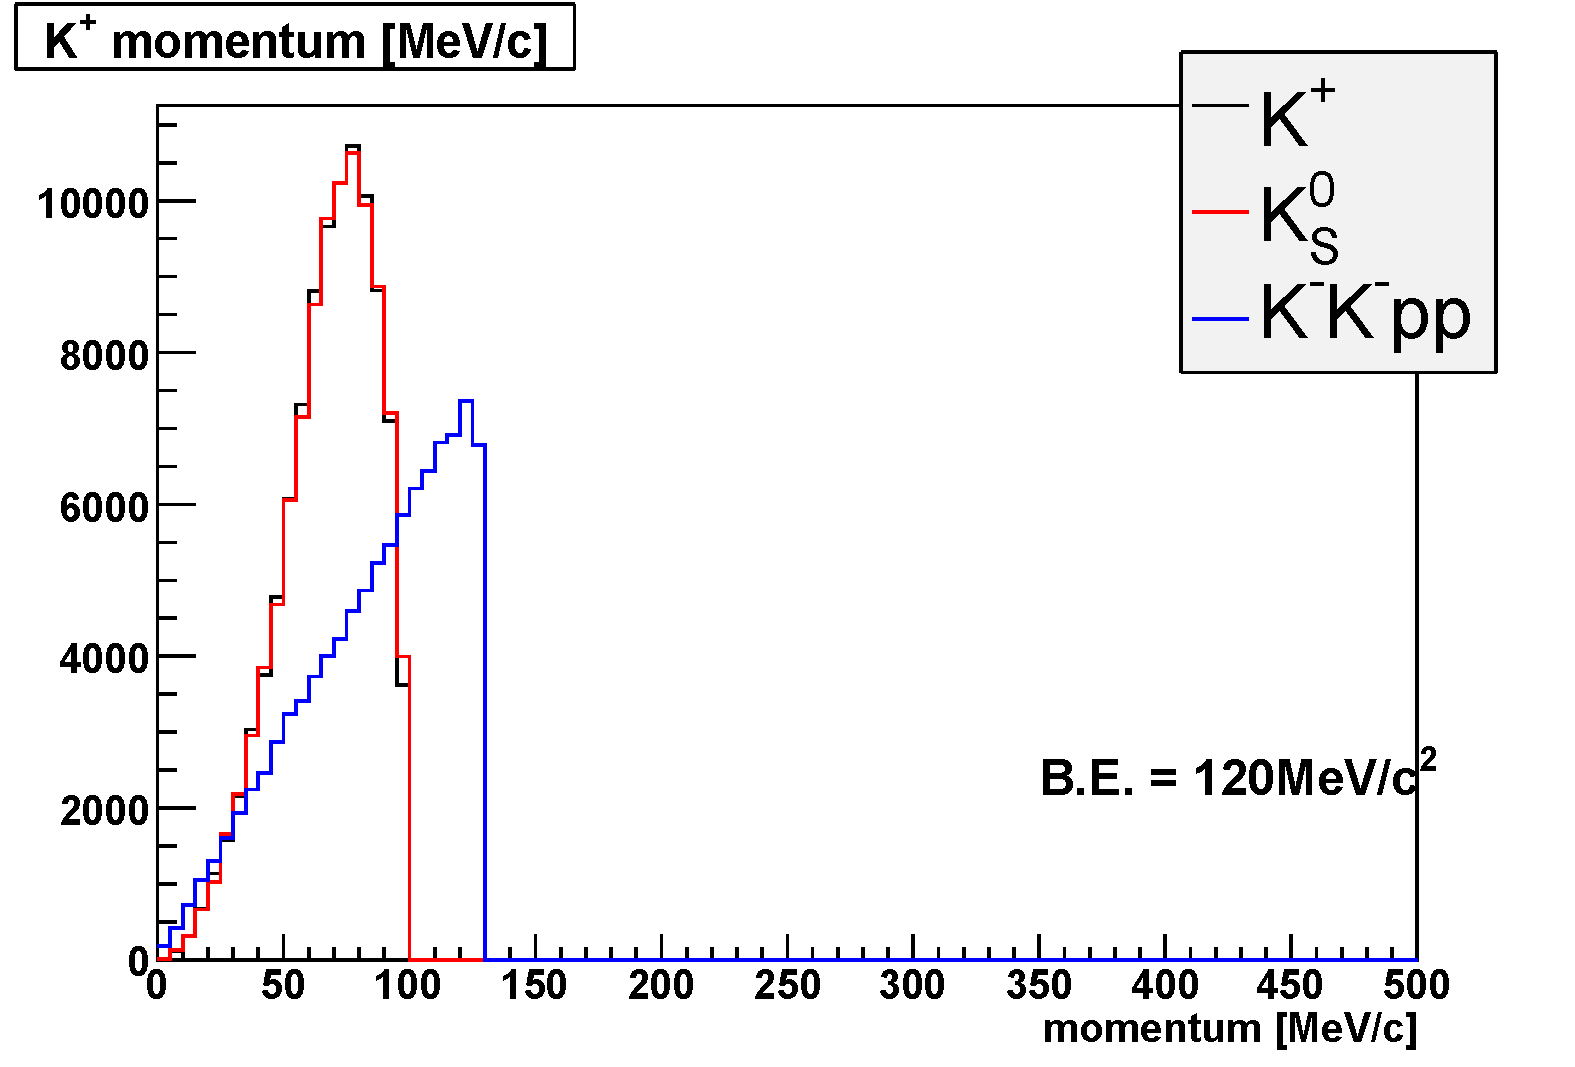 K⁺ momentum [MeV/c]
K⁺
K⁰S
K⁻K⁻pp
10000
8000
6000
4000
2000
0
B.E. = 120MeV/c²
0 50 100 150 200 250 300 350 400 450 500
momentum [MeV/c]